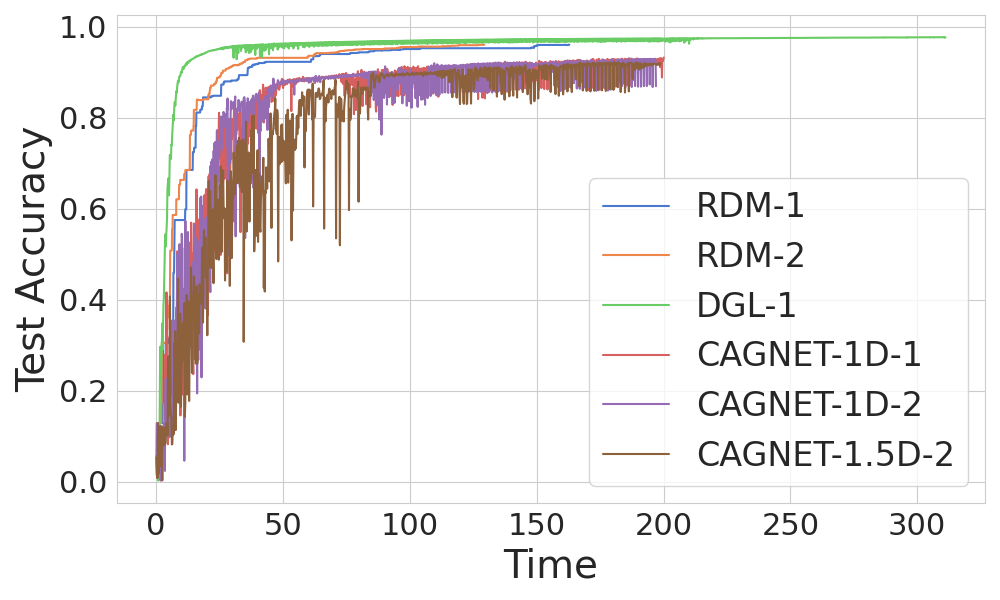 Test Accuracy
1.0
0.8
0.6
0.4
0.2
0.0
RDM-1
RDM-2
DGL-1
CAGNET-1D-1
CAGNET-1D-2
CAGNET-1.5D-2
0 50 100 150 200 250 300
Time